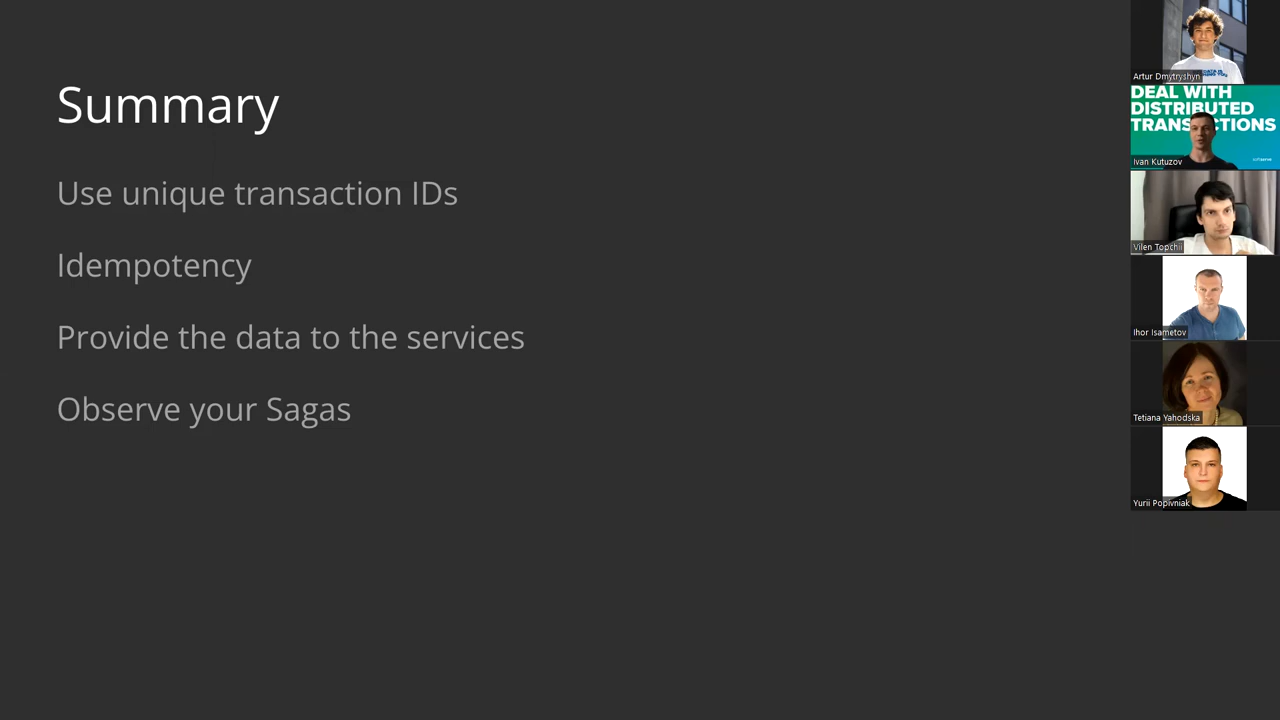 Summary
Use unique transaction IDs
Idempotency
Provide the data to the services
Observe your Sagas
Artur Dmytryshyn
DEAL WITH
DISTRIBUTED
Ivan Kutuzov
softserve
Vilen Topchii
Ihor Isametov
Tetiana Yahodska
Yurii Popivniak